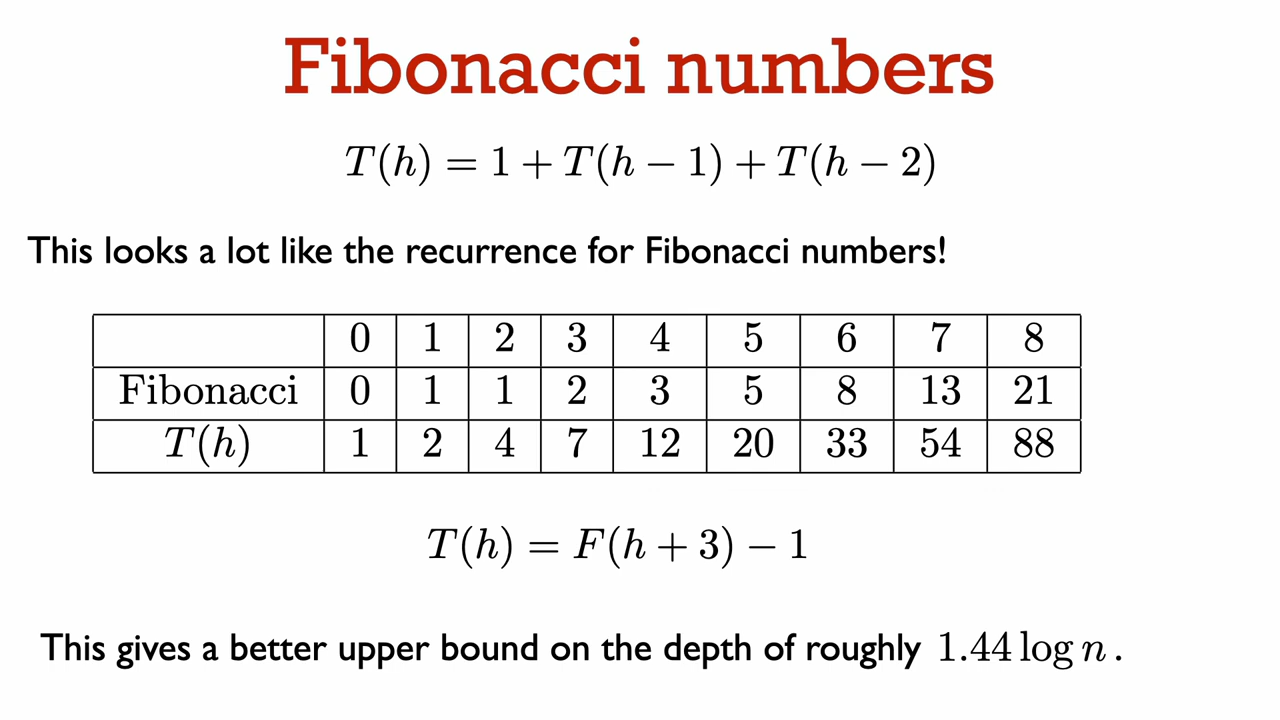 Fibonacci numbers
T(h) = 1 + T(h − 1) + T(h − 2)
This looks a lot like the recurrence for Fibonacci numbers!
0 1 2 3 4 5 6 7 8
Fibonacci 0 1 1 2 3 5 8 13 21
T(h) 1 2 4 7 12 20 33 54 88
T(h) = F(h + 3) − 1
This gives a better upper bound on the depth of roughly 1.44 log n .